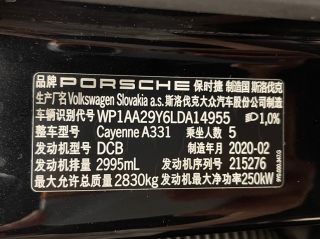 品牌 PORSCHE 保时捷 制造国 斯洛伐克
生产厂名 Volkswagen Slovakia a.s. 斯洛伐克大众汽车股份公司制造
车辆识别代号 WP1AA29Y6LDA14955 1,0%
整车型号 Cayenne A331 乘坐人数 5
发动机型号 DCB 制造年月 2020-02
发动机排量 2995mL 发动机序列号 215276
最大允许总质量 2830kg 发动机最大净功率 250kW